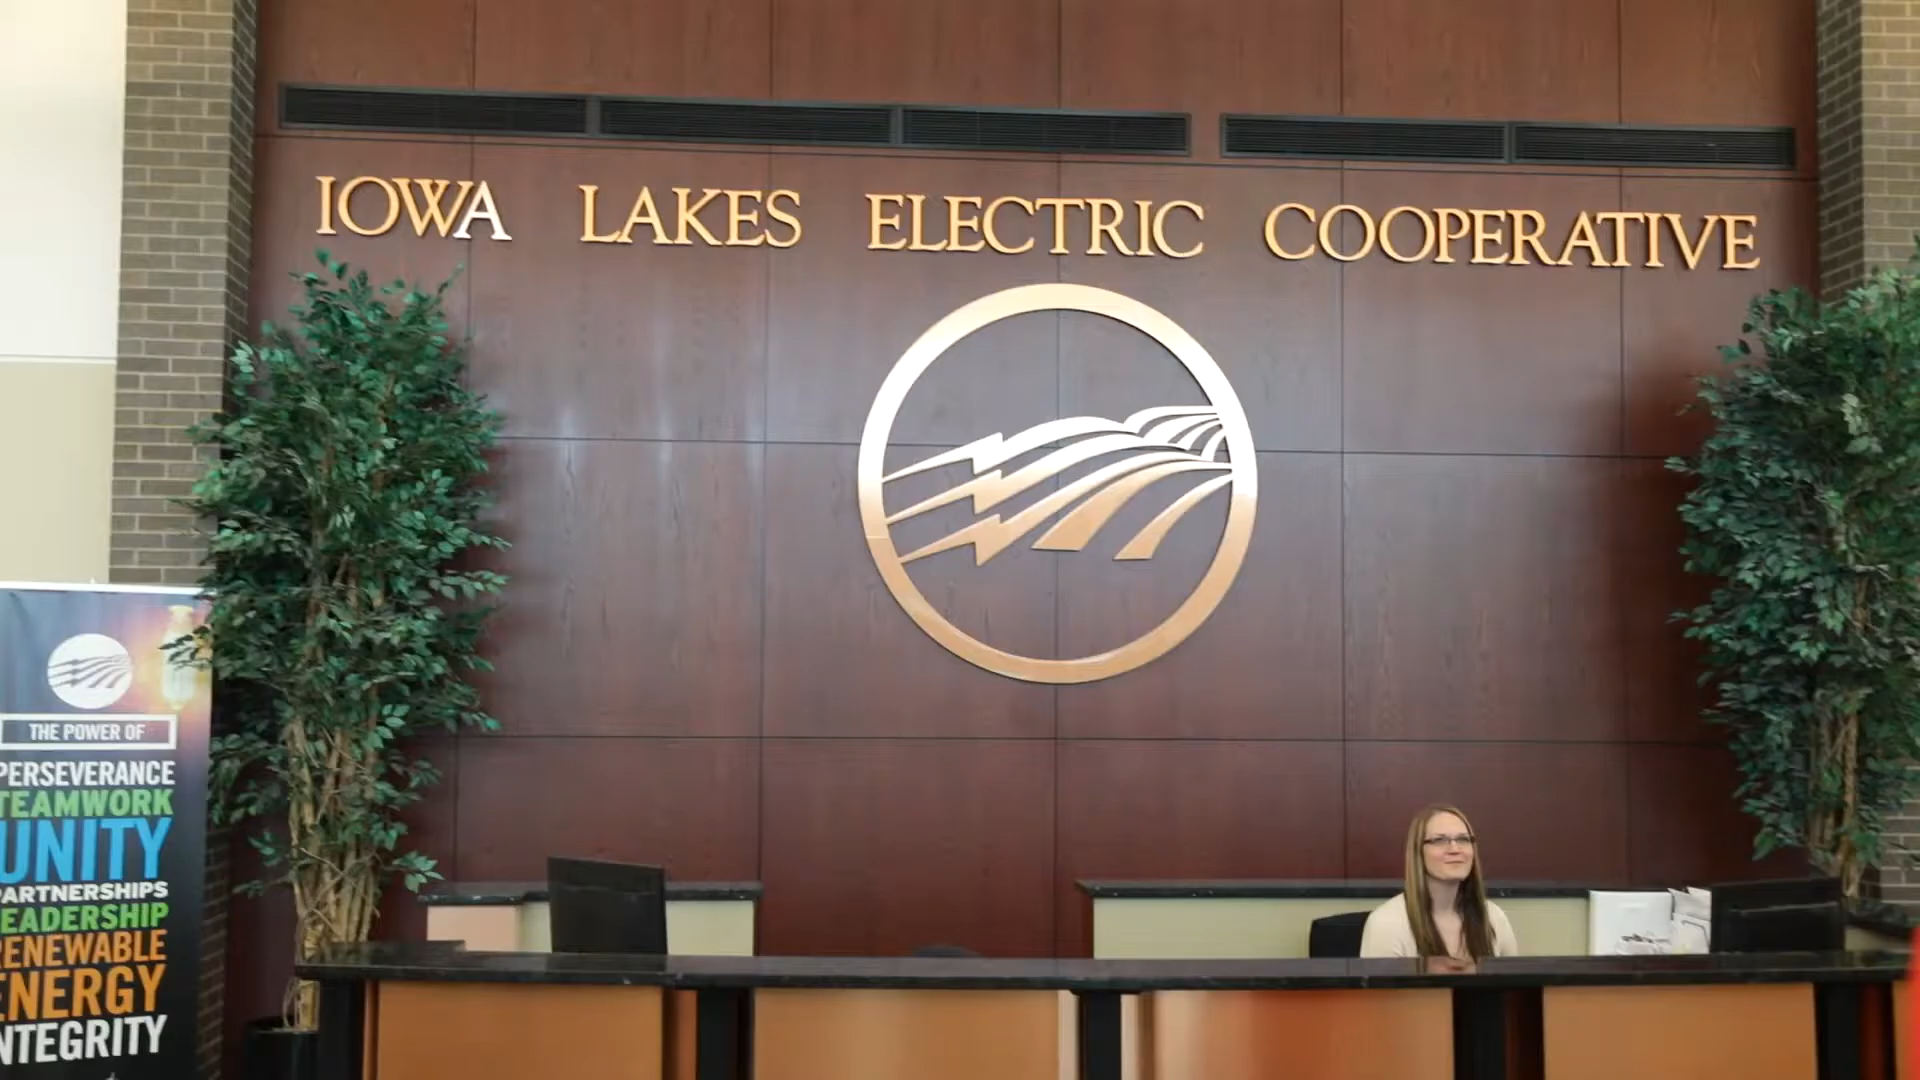 IOWA LAKES ELECTRIC COOPERATIVE
THE POWER OF
PERSEVERANCE
TEAMWORK
UNITY
PARTNERSHIPS
LEADERSHIP
RENEWABLE
ENERGY
INTEGRITY